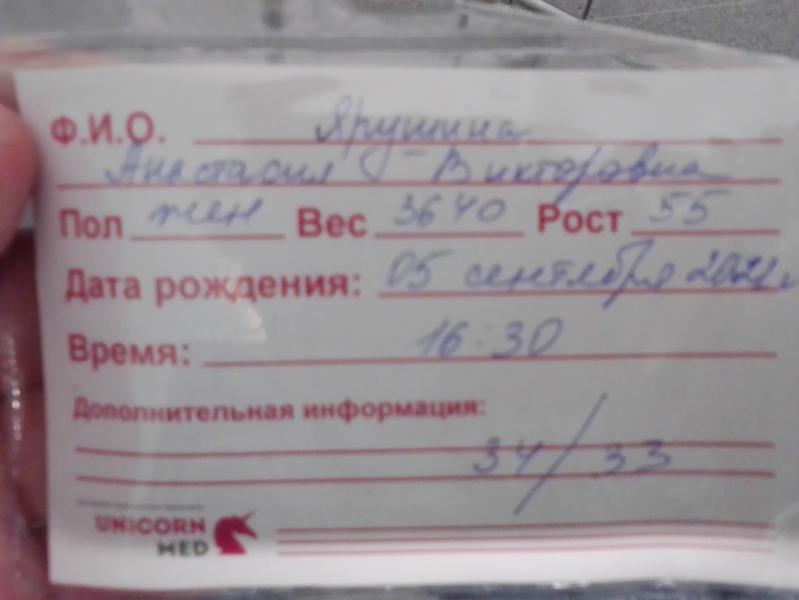 Ф.И.О. Ярушина
Анастасия Викторовна
Пол жен Вес 3640 Рост 55
Дата рождения: 05 сентября 2021г
Время: 16:30
Дополнительная информация:
34/33
UNICORN
MED